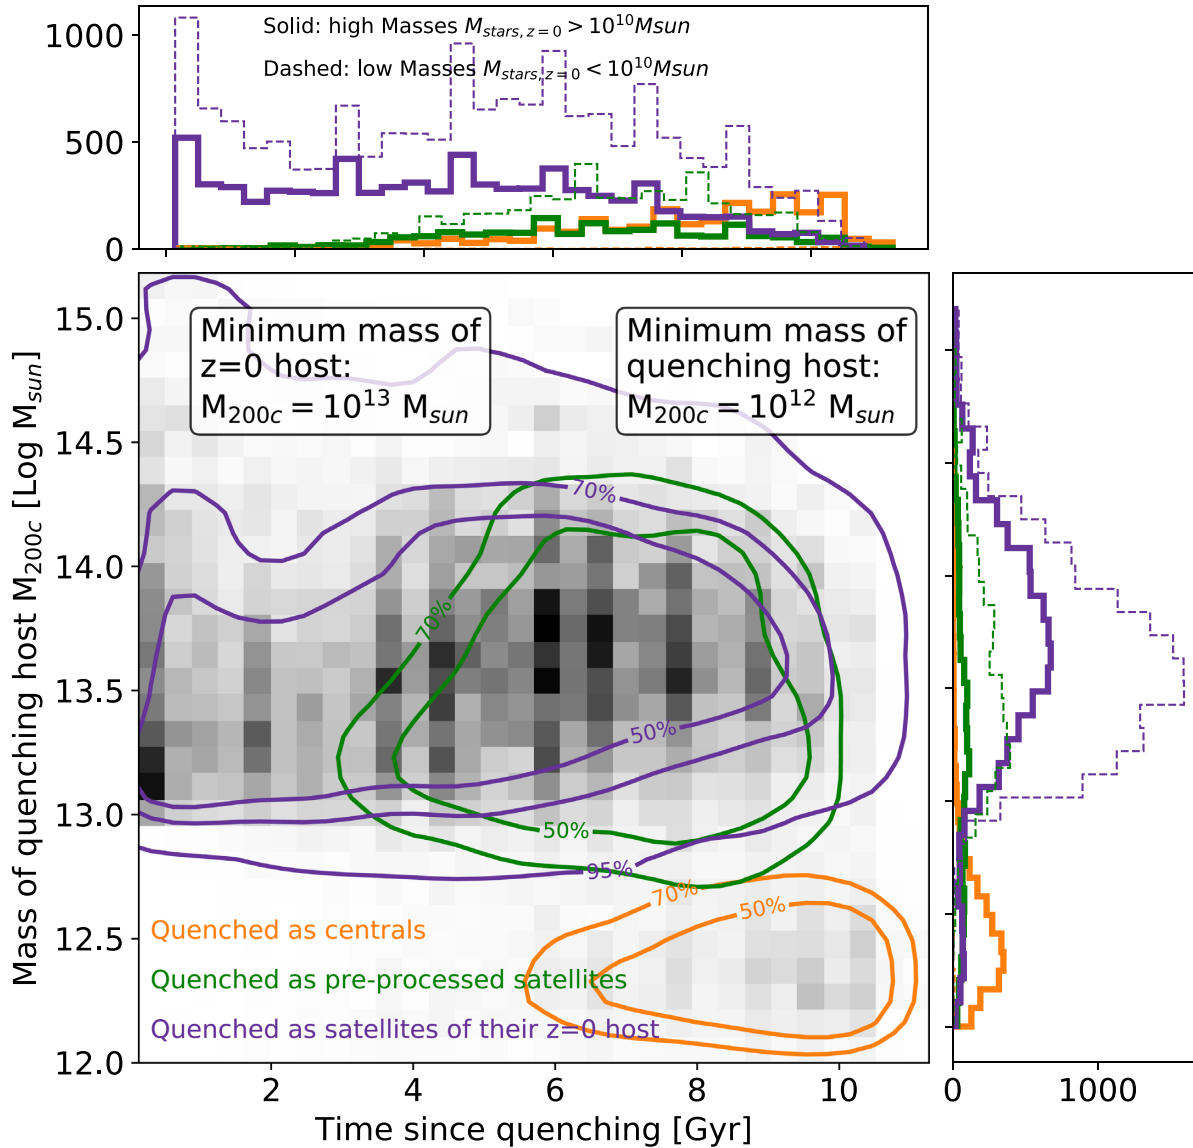 1000
500
0
Solid: high Masses M_{stars, z=0} > 10^{10}Msun
Dashed: low Masses M_{stars, z=0} < 10^{10}Msun
Mass of quenching host M_{200c} [Log M_{sun}]
15.0
14.5
14.0
13.5
13.0
12.5
12.0
Minimum mass of
z=0 host:
M_{200c} = 10^{13} M_{sun}
Minimum mass of
quenching host:
M_{200c} = 10^{12} M_{sun}
70%
70%
50%
50%
95%
70%
50%
Quenched as centrals
Quenched as pre-processed satellites
Quenched as satellites of their z=0 host
2
4
6
8
10
Time since quenching [Gyr]
0
1000